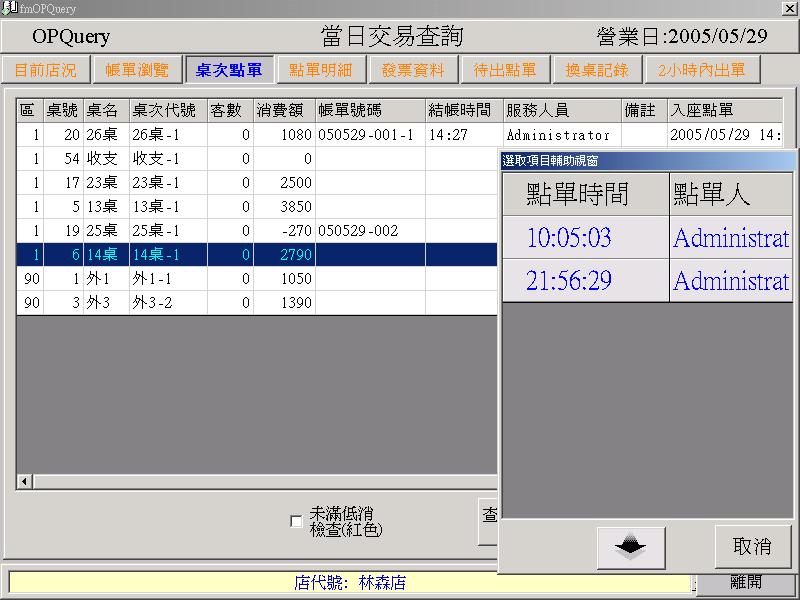 fmOPQuery
OPQuery 當日交易查詢 營業日:2005/05/29
目前店況 帳單瀏覽 桌次點單 點單明細 發票資料 待出點單 換桌記錄 2小時內出單
區 桌號 桌名 桌次代號 客數 消費額 帳單號碼 結帳時間 服務人員 備註 入座點單
1 20 26桌 26桌-1 0 1080 050529-001-1 14:27 Administrator 2005/05/29 14:
1 54 收支 收支-1 0 0
1 17 23桌 23桌-1 0 2500
1 5 13桌 13桌-1 0 3850
1 19 25桌 25桌-1 0 -270 050529-002
1 6 14桌 14桌-1 0 2790
90 1 外1 外1-1 0 1050
90 3 外3 外3-2 0 1390
選取項目輔助視窗
點單時間 點單人
10:05:03 Administrat
21:56:29 Administrat
取消
未滿低消
檢查(紅色)
查
店代號: 林森店
離開